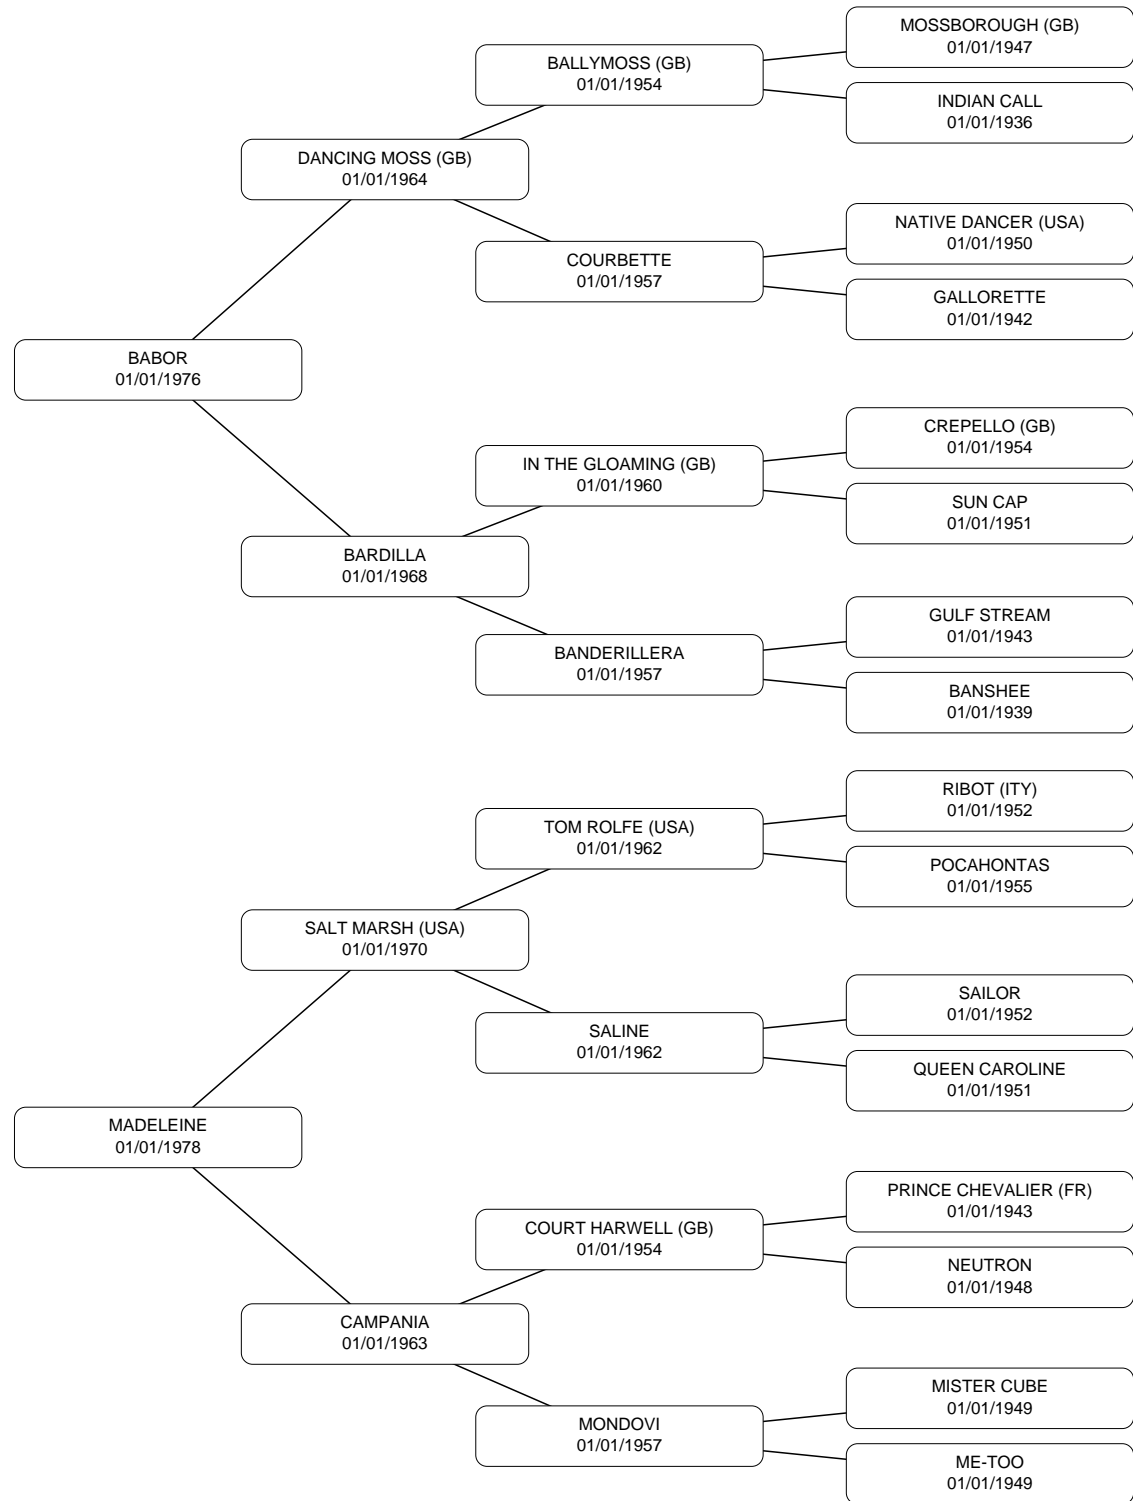 MOSSBOROUGH (GB)
01/01/1947
BALLYMOSS (GB)
01/01/1954
INDIAN CALL
01/01/1936
DANCING MOSS (GB)
01/01/1964
NATIVE DANCER (USA)
01/01/1950
COURBETTE
01/01/1957
GALLORETTE
01/01/1942
BABOR
01/01/1976
CREPELLO (GB)
01/01/1954
IN THE GLOAMING (GB)
01/01/1960
SUN CAP
01/01/1951
BARDILLA
01/01/1968
GULF STREAM
01/01/1943
BANDERILLERA
01/01/1957
BANSHEE
01/01/1939
RIBOT (ITY)
01/01/1952
TOM ROLFE (USA)
01/01/1962
POCAHONTAS
01/01/1955
SALT MARSH (USA)
01/01/1970
SAILOR
01/01/1952
SALINE
01/01/1962
QUEEN CAROLINE
01/01/1951
MADELEINE
01/01/1978
PRINCE CHEVALIER (FR)
01/01/1943
COURT HARWELL (GB)
01/01/1954
NEUTRON
01/01/1948
CAMPANIA
01/01/1963
MISTER CUBE
01/01/1949
MONDOVI
01/01/1957
ME-TOO
01/01/1949